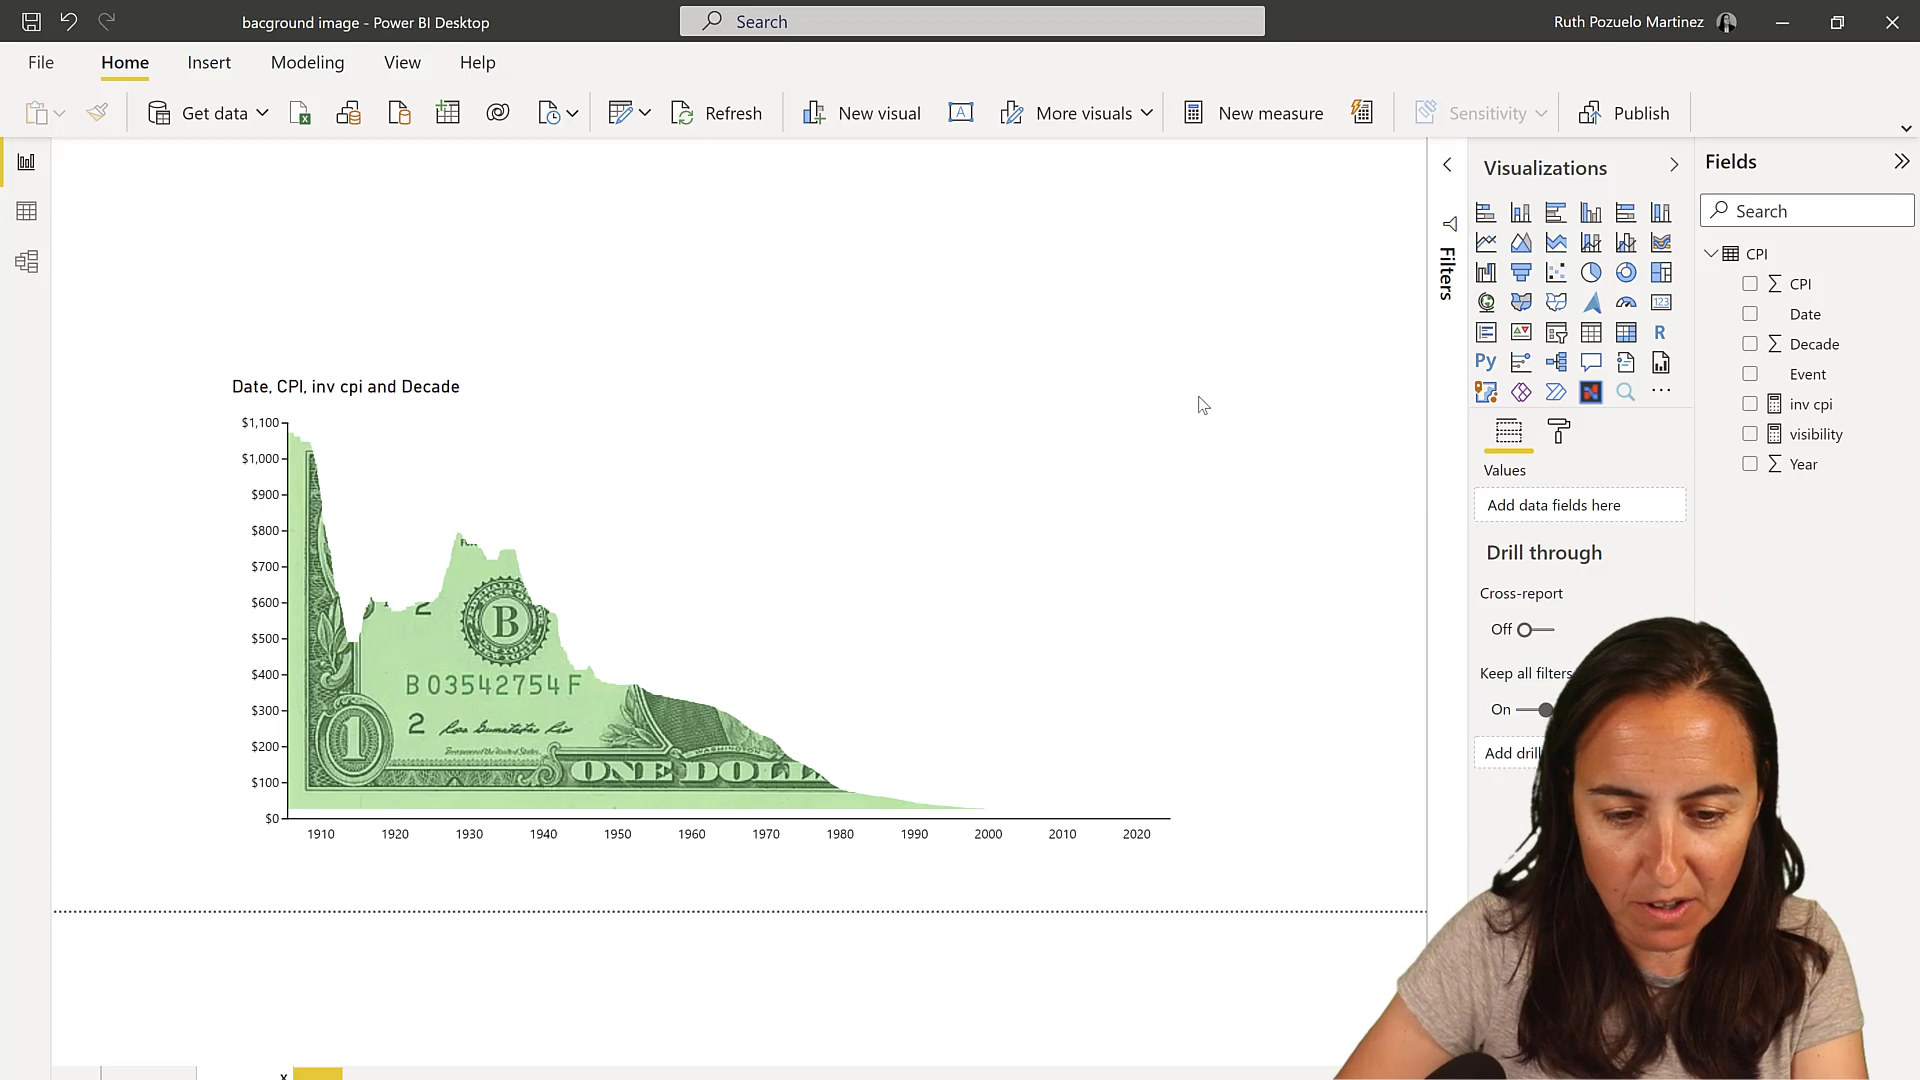 bacground image - Power BI Desktop
Search
Ruth Pozuelo Martinez
File
Home
Insert
Modeling
View
Help
Get data
New visual
More visuals
New measure
Sensitivity
Publish
Visualizations
Fields
Search
Filters
CPI
CPI
Date
Decade
Event
inv cpi
visibility
Year
Values
Add data fields here
Drill through
Cross-report
Off
Keep all filters
On
Add drill
Date, CPI, inv cpi and Decade
$1,100
$1,000
$900
$800
$700
$600
$500
$400
$300
$200
$100
$0
1910
1920
1930
1940
1950
1960
1970
1980
1990
2000
2010
2020
2
B
B 03542754 F
2
1
WASHINGTON
ONE DOLL
R
Py
123